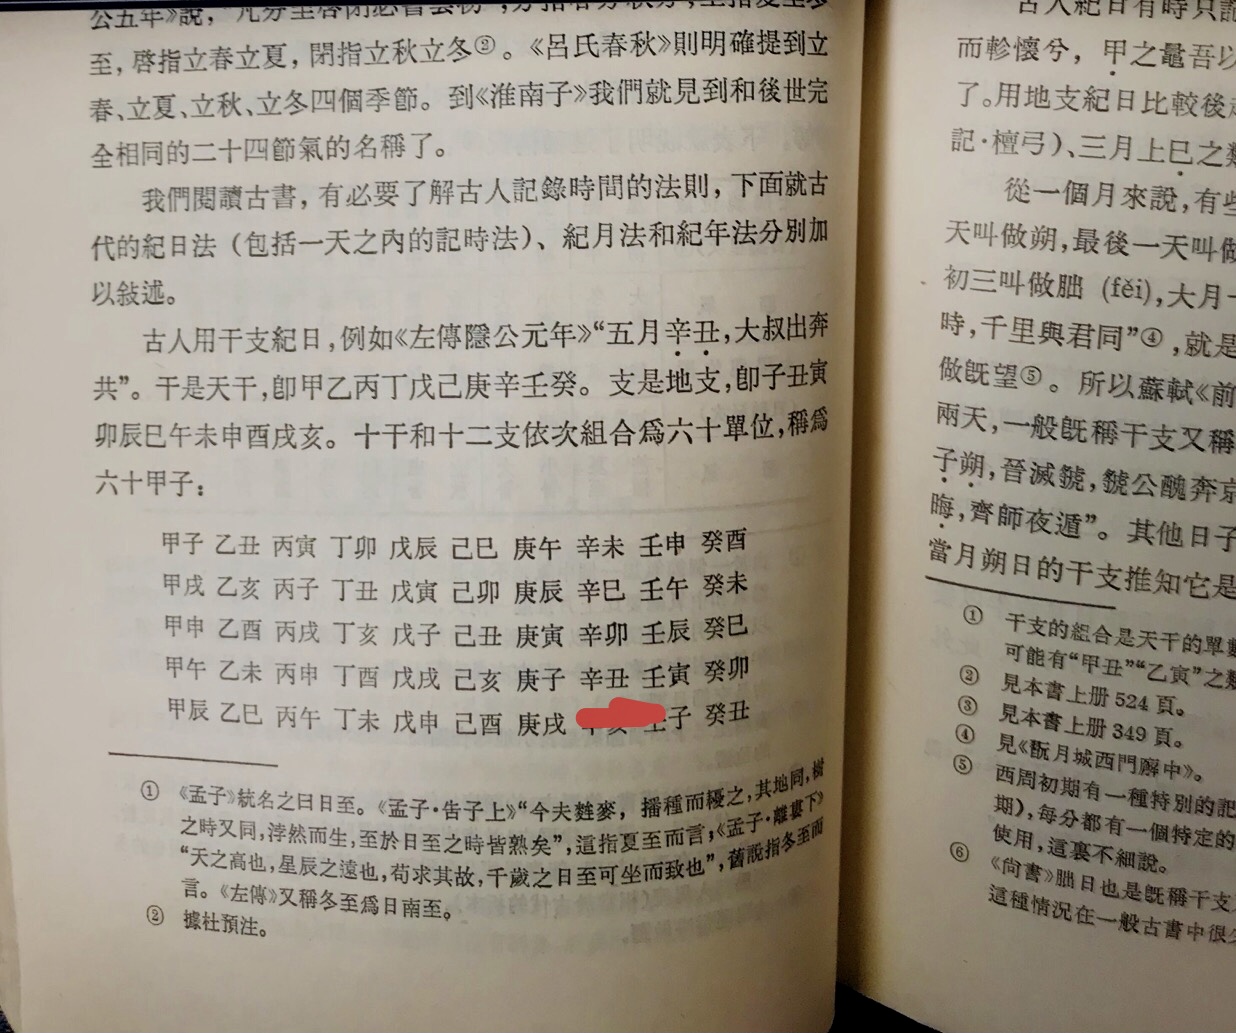 公五年》說，“凡分至啓閉必書雲物”，分指春分秋分，至指夏至冬
至，啓指立春立夏，閉指立秋立冬②。《呂氏春秋》則明確提到立
春、立夏、立秋、立冬四個季節。到《淮南子》我們就見到和後世完
全相同的二十四節氣的名稱了。
我們閱讀古書，有必要了解古人記錄時間的法則，下面就古
代的紀日法（包括一天之內的記時法）、紀月法和紀年法分別加
以敍述。
古人用干支紀日，例如《左傳隱公元年》“五月辛丑，大叔出奔
共”。干是天干，卽甲乙丙丁戊己庚辛壬癸。支是地支，卽子丑寅
卯辰巳午未申酉戌亥。十干和十二支依次組合爲六十單位，稱爲
六十甲子：
甲子 乙丑 丙寅 丁卯 戊辰 己巳 庚午 辛未 壬申 癸酉
甲戌 乙亥 丙子 丁丑 戊寅 己卯 庚辰 辛巳 壬午 癸未
甲申 乙酉 丙戌 丁亥 戊子 己丑 庚寅 辛卯 壬辰 癸巳
甲午 乙未 丙申 丁酉 戊戌 己亥 庚子 辛丑 壬寅 癸卯
甲辰 乙巳 丙午 丁未 戊申 己酉 庚戌 子 癸丑
① 《孟子》統名之曰日至。《孟子·告子上》“今夫麰麥，播種而耰之，其地同，樹
之時又同，浡然而生，至於日至之時皆熟矣”，這指夏至而言；《孟子·離婁下》
“天之高也，星辰之遠也，苟求其故，千歲之日至可坐而致也”，舊說指冬至而
言。《左傳》又稱冬至爲日南至。
② 據杜預注。
古人紀日有時只記
而軫懷兮，甲之鼂吾以
了。用地支紀日比較後
記·檀弓）、三月上巳之
從一個月來說，有些
天叫做朔，最後一天叫做
初三叫做朏 (fěi)，大月
時，千里與君同”④，就是
做旣望⑤。所以蘇軾《前
兩天，一般旣稱干支又稱
子朔，晉滅虢，虢公醜奔京
晦，齊師夜遁”。其他日子
當月朔日的干支推知它是
① 干支的組合是天干的單數
可能有“甲丑”“乙寅”之類
② 見本書上册 524 頁。
③ 見本書上册 349 頁。
④ 見《翫月城西門廨中》。
⑤ 西周初期有一種特別的記
期），每分都有一個特定的
使用，這裏不細說。
⑥ 《尙書》朏日也是旣稱干支
這種情況在一般古書中很